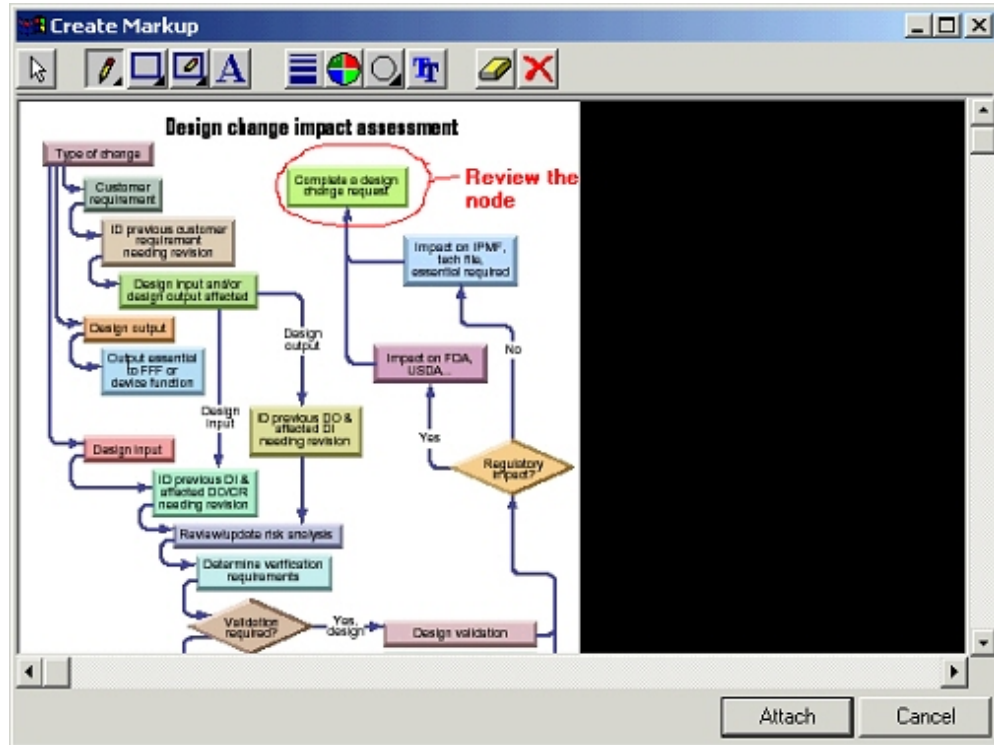 Create Markup
A
TT
Design change impact assessment
Type of change
Complete a design
change request
Review the
node
Customer
requirement
ID previous customer
requirement
needing revision
Impact on IPMF,
tech file,
essential required
Design input and/or
design output affected
Design
output
Design output
No
Output essential
to FFF or
device function
Impact on FDA,
USDA...
Design
Input
ID previous DO &
affected DI
needing revision
Yes
Design input
Regulatory
impact?
ID previous DI &
affected DO/CR
needing revision
Review/update risk analysis
Determine verification
requirements
Validation
required?
Yes,
design
Design validation
Attach
Cancel